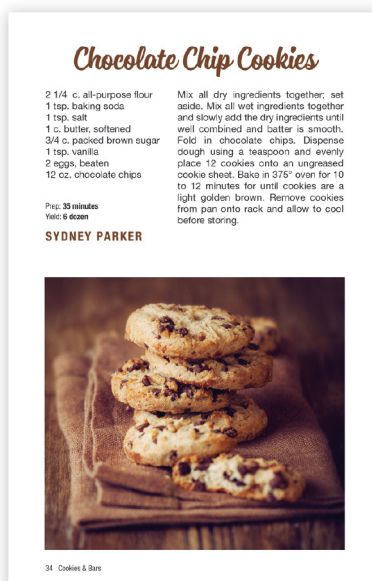 Chocolate Chip Cookies
2 1/4 c. all-purpose flour
1 tsp. baking soda
1 tsp. salt
1 c. butter, softened
3/4 c. packed brown sugar
1 tsp. vanilla
2 eggs, beaten
12 oz. chocolate chips
Prep: 35 minutes
Yield: 6 dozen
SYDNEY PARKER
Mix all dry ingredients together; set
aside. Mix all wet ingredients together
and slowly add the dry ingredients until
well combined and batter is smooth.
Fold in chocolate chips. Dispense
dough using a teaspoon and evenly
place 12 cookies onto an ungreased
cookie sheet. Bake in 375° oven for 10
to 12 minutes for until cookies are a
light golden brown. Remove cookies
from pan onto rack and allow to cool
before storing.
34 Cookies & Bars